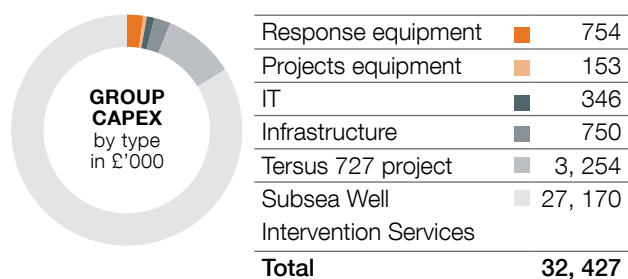 GROUP
CAPEX
by type
in £'000
Response equipment 754
Projects equipment 153
IT 346
Infrastructure 750
Tersus 727 project 3, 254
Subsea Well 27, 170
Intervention Services
Total 32, 427